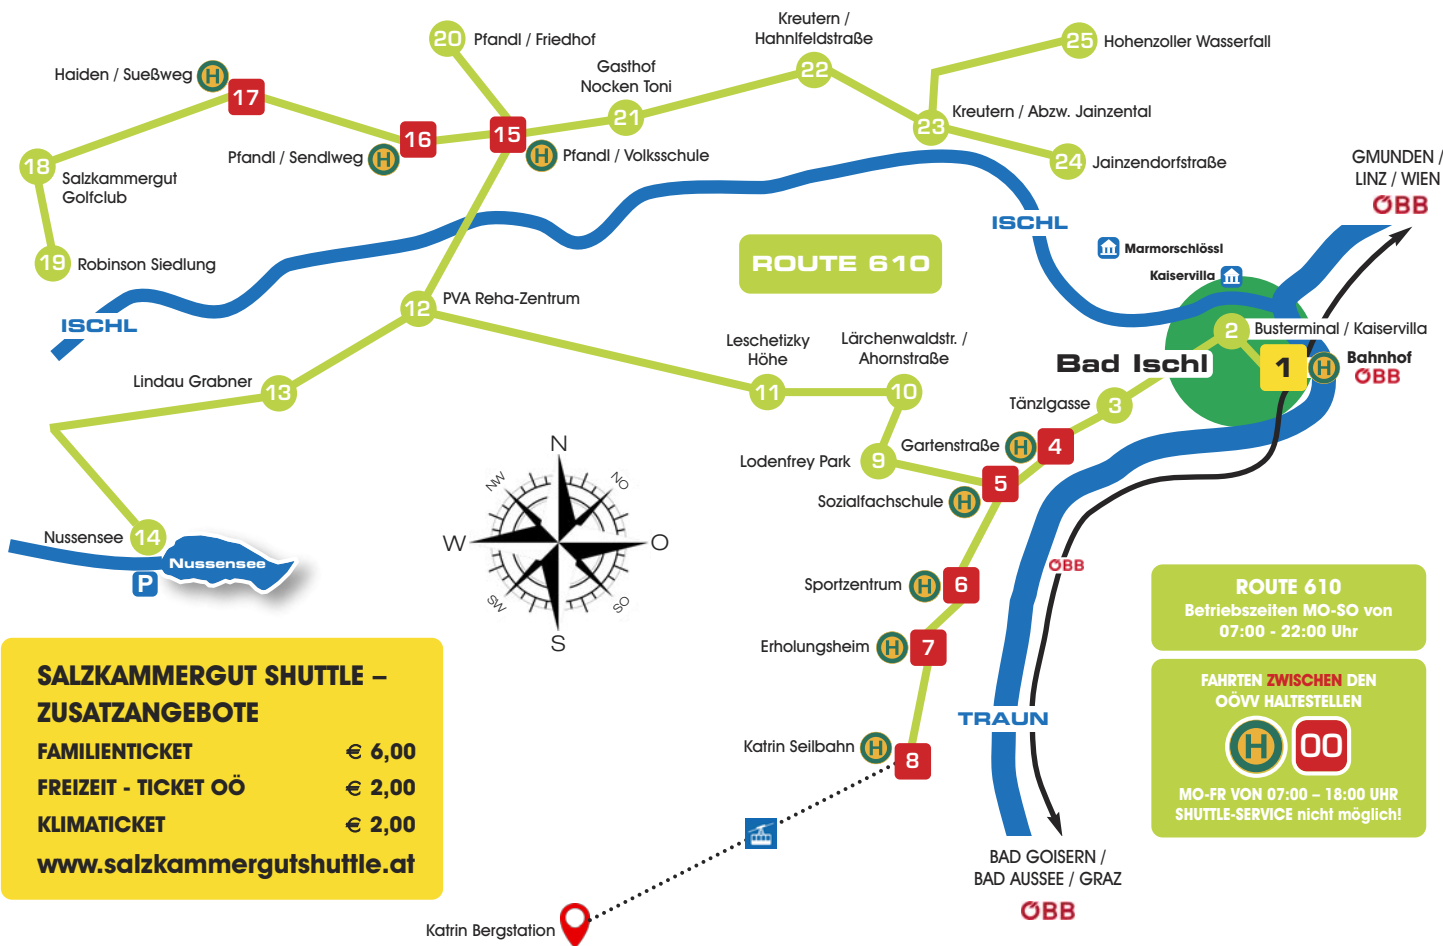 20
Pfandl / Friedhof
Kreutern /
Hahnlfeldstraße
22
25
Hohenzoller Wasserfall
Haiden / Sueßweg
H
17
Gasthof
Nocken Toni
21
16
15
Pfandl / Sendlweg
H
H
Pfandl / Volksschule
Kreutern / Abzw. Jainzental
23
24
Jainzendorfstraße
18
Salzkammergut
Golfclub
19
Robinson Siedlung
GMUNDEN /
LINZ / WIEN
ÖBB
ISCHL
Marmorschlössl
Kaiservilla
ROUTE 610
ISCHL
12
PVA Reha-Zentrum
2
Busterminal / Kaiservilla
Bad Ischl
1
H
Bahnhof
ÖBB
Leschetizky
Höhe
11
Lärchenwaldstr. /
Ahornstraße
10
Lindau Grabner
13
Tänzlgasse
3
Gartenstraße
H
4
Lodenfrey Park
9
5
Sozialfachschule
H
N
NO
O
SO
S
SW
W
NW
Nussensee
14
P
Nussensee
Sportzentrum
H
6
ÖBB
Erholungsheim
H
7
TRAUN
Katrin Seilbahn
H
8
BAD GOISERN /
BAD AUSSEE / GRAZ
ÖBB
Katrin Bergstation
ROUTE 610
Betriebszeiten MO-SO von
07:00 - 22:00 Uhr
FAHRTEN ZWISCHEN DEN
OÖVV HALTESTELLEN
H
00
MO-FR VON 07:00 – 18:00 UHR
SHUTTLE-SERVICE nicht möglich!
SALZKAMMERGUT SHUTTLE –
ZUSATZANGEBOTE
FAMILIENTICKET € 6,00
FREIZEIT - TICKET OÖ € 2,00
KLIMATICKET € 2,00
www.salzkammergutshuttle.at